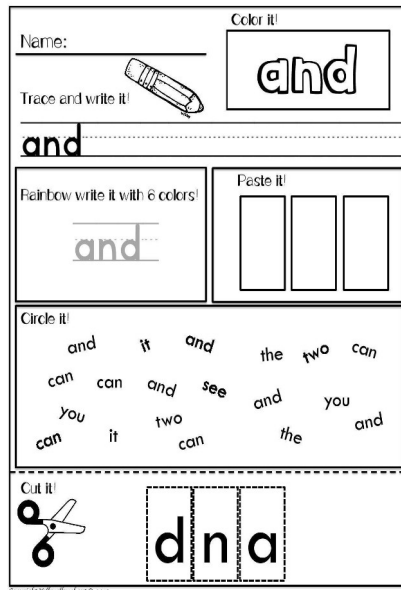 Color it!
and
Name:
Trace and write it!
and
Rainbow write it with 6 colors!
and
Paste it!
Circle it!
and it and the two can
can can and see and you
you two and
can it can the
Cut it!
d n a